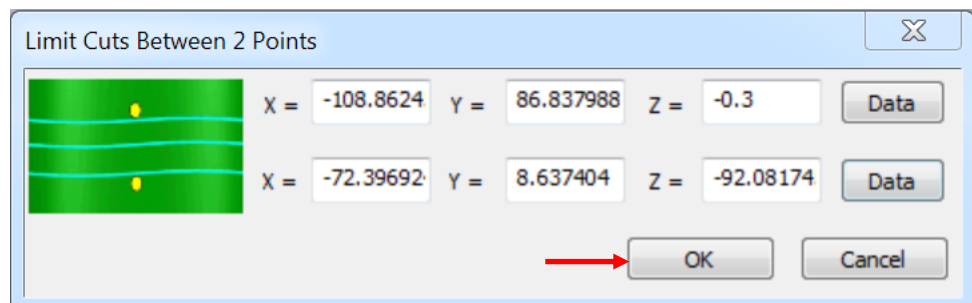 Limit Cuts Between 2 Points
X = -108.8624 Y = 86.837988 Z = -0.3 Data
X = -72.39692 Y = 8.637404 Z = -92.08174 Data
OK Cancel